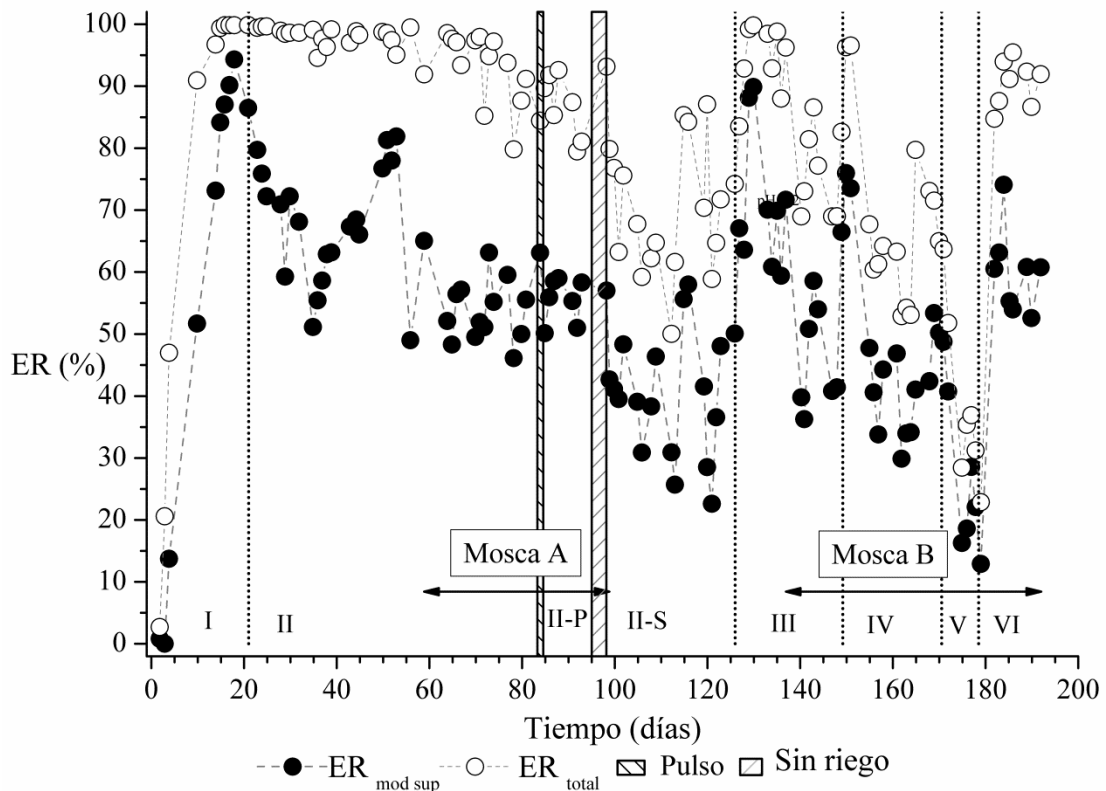 100
90
80
70
60
50
40
30
20
10
0
ER (%)
Mosca A
Mosca B
I
II
II-P
II-S
III
IV
V
VI
0 20 40 60 80 100 120 140 160 180 200
Tiempo (días)
ER mod sup ER total Pulso Sin riego